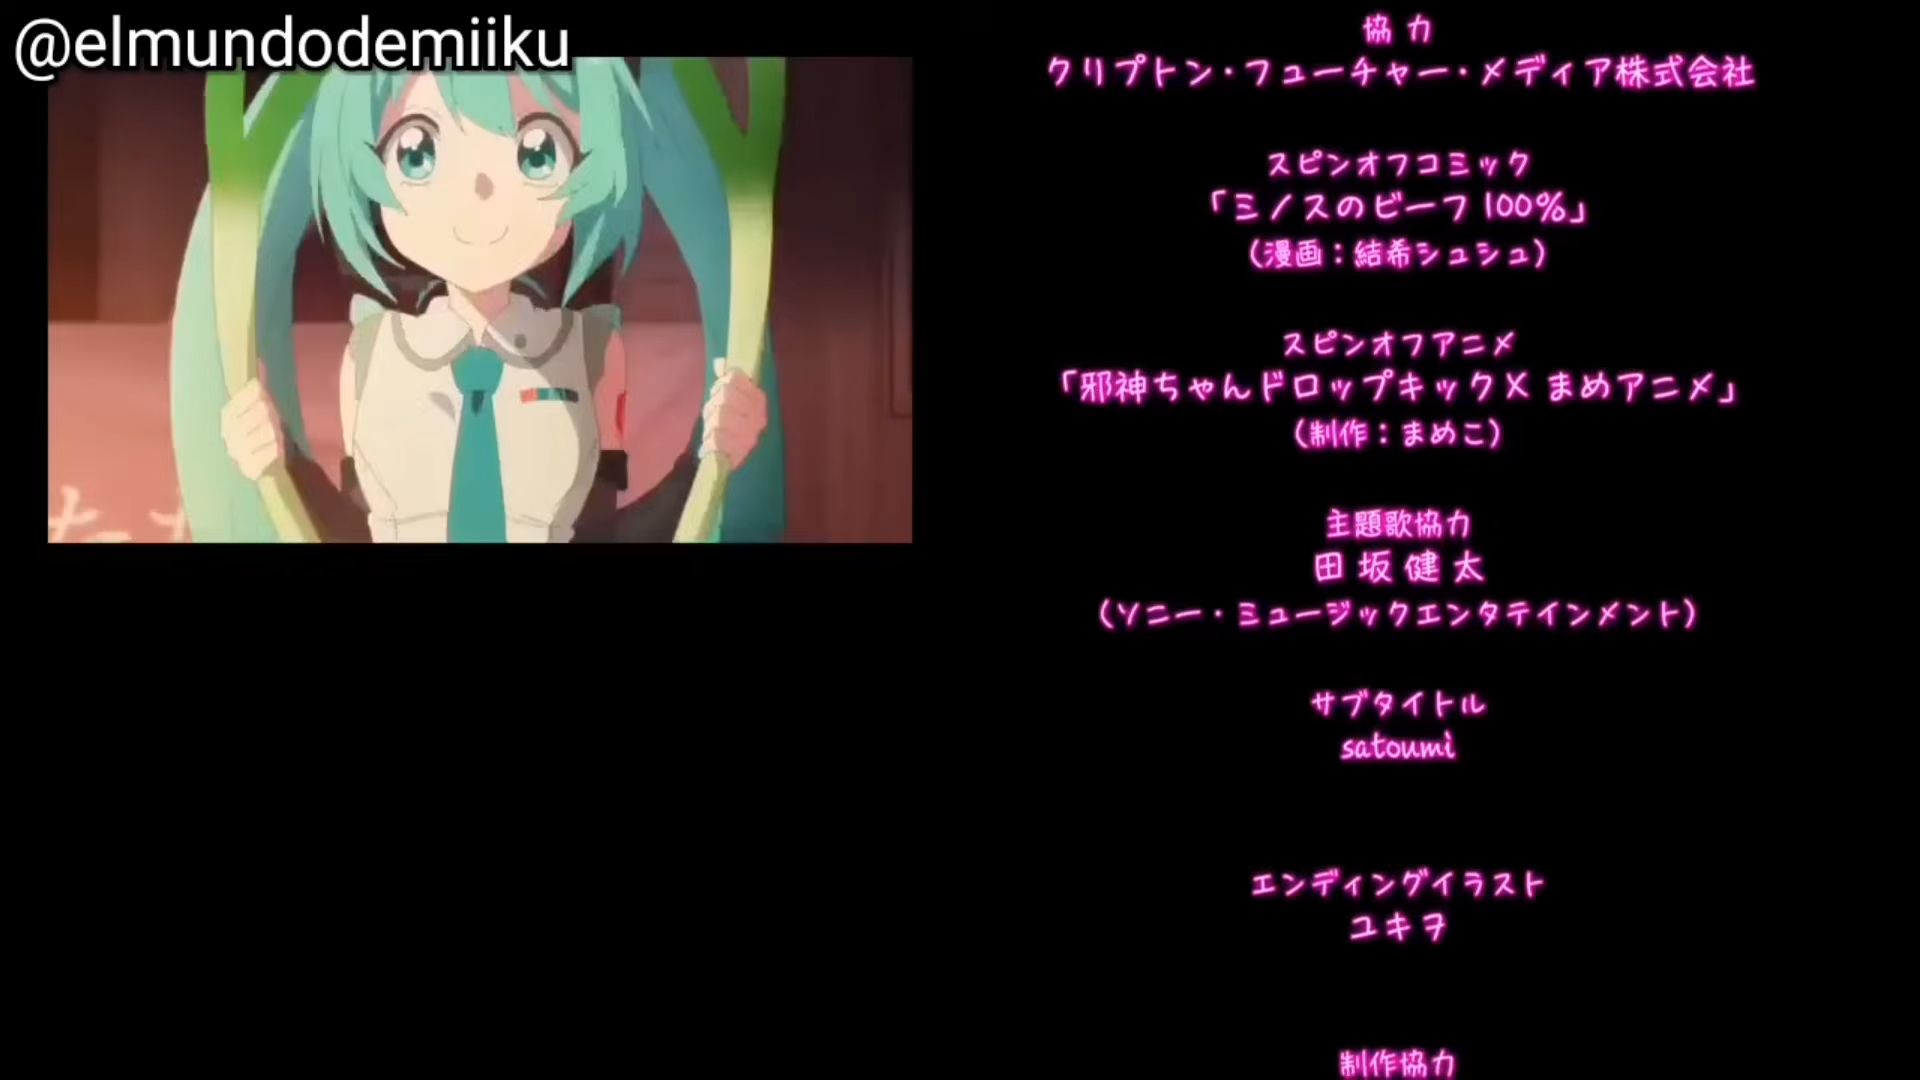 @elmundodemiiku
協力
クリプトン・フューチャー・メディア株式会社
スピンオフコミック
「ミノスのビーフ100%」
（漫画：結希シュシュ）
スピンオフアニメ
「邪神ちゃんドロップキックX まめアニメ」
（制作：まめこ）
主題歌協力
田坂健太
（ソニー・ミュージックエンタテインメント）
サブタイトル
satoumi
エンディングイラスト
ユキヲ
制作協力